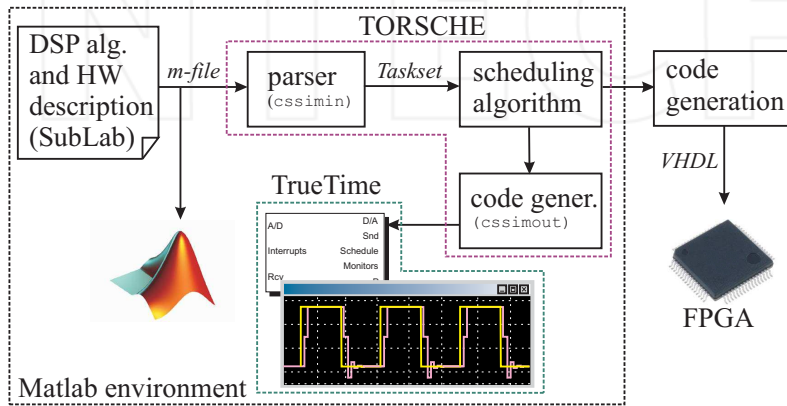 TORSCHE
DSP alg.
and HW
description
(SubLab)
m-file
parser
(cssimin)
Taskset
scheduling
algorithm
code
generation
VHDL
code gener.
(cssimout)
TrueTime
A/D
Interrupts
Rcv
D/A
Snd
Schedule
Monitors
P
FPGA
Matlab environment